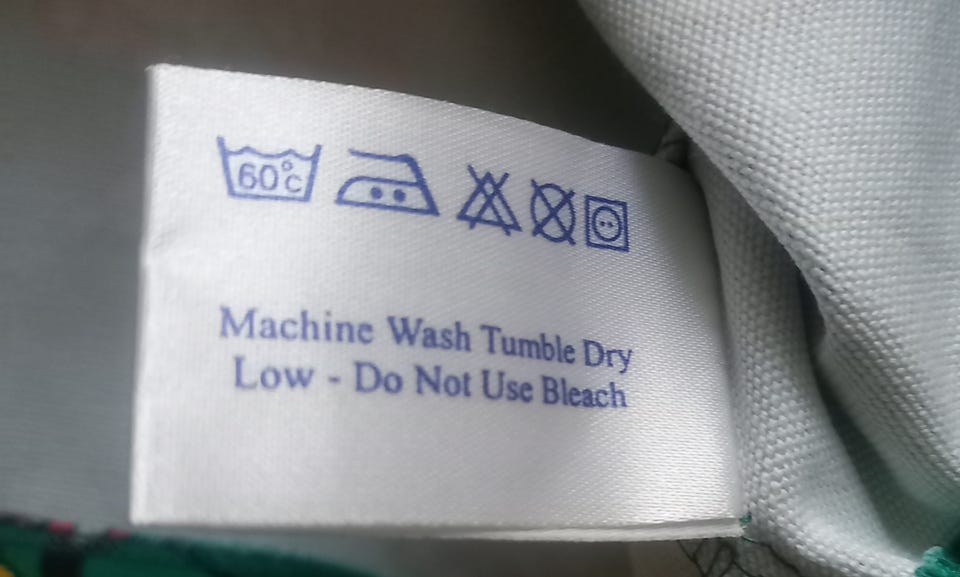 60°c
Machine Wash Tumble Dry
Low - Do Not Use Bleach